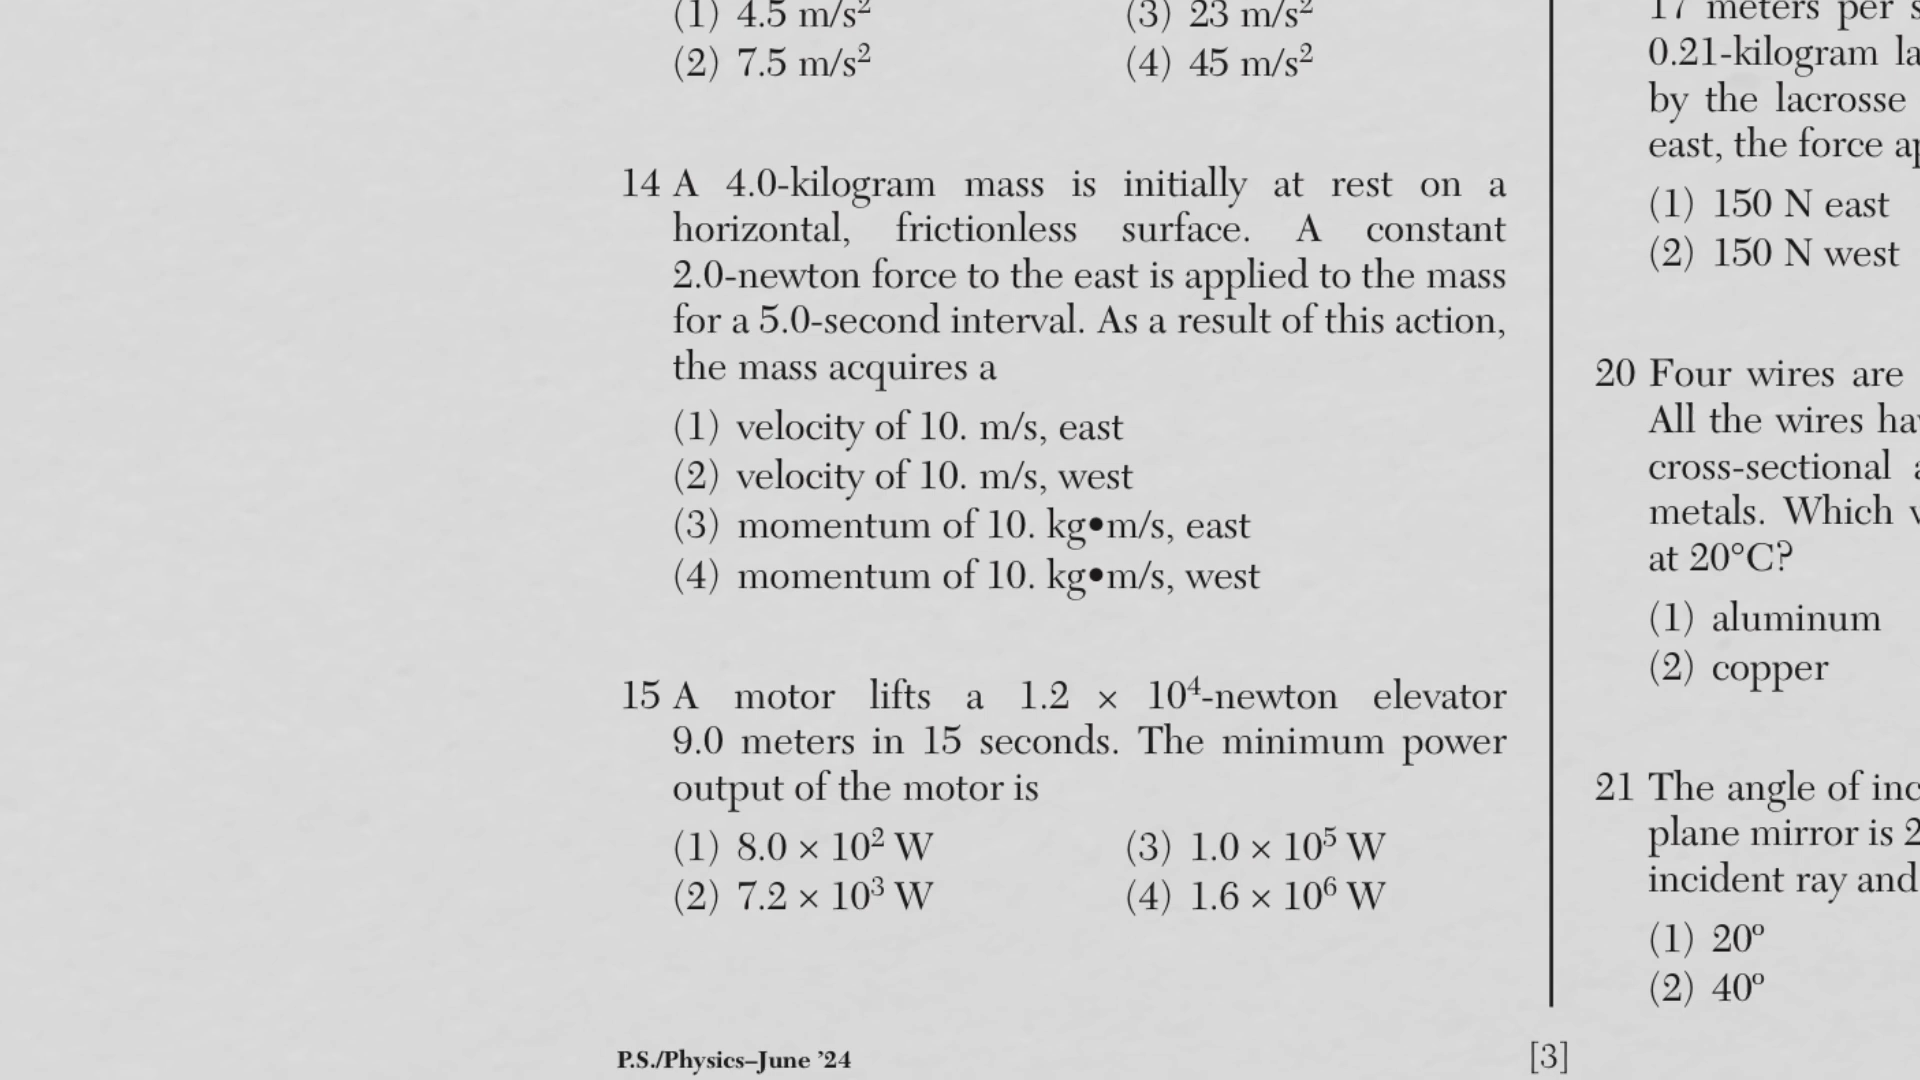 (1) 4.5 m/s²
(3) 23 m/s²
(2) 7.5 m/s²
(4) 45 m/s²
14 A 4.0-kilogram mass is initially at rest on a
horizontal, frictionless surface. A constant
2.0-newton force to the east is applied to the mass
for a 5.0-second interval. As a result of this action,
the mass acquires a
(1) velocity of 10. m/s, east
(2) velocity of 10. m/s, west
(3) momentum of 10. kg•m/s, east
(4) momentum of 10. kg•m/s, west
15 A motor lifts a 1.2 × 10⁴-newton elevator
9.0 meters in 15 seconds. The minimum power
output of the motor is
(1) 8.0 × 10² W
(3) 1.0 × 10⁵ W
(2) 7.2 × 10³ W
(4) 1.6 × 10⁶ W
17 meters per
0.21-kilogram
by the lacrosse
east, the force
(1) 150 N east
(2) 150 N west
20 Four wires are
All the wires
cross-sectional
metals. Which
at 20°C?
(1) aluminum
(2) copper
21 The angle of
plane mirror is
incident ray and
(1) 20º
(2) 40º
P.S./Physics–June ’24
[3]